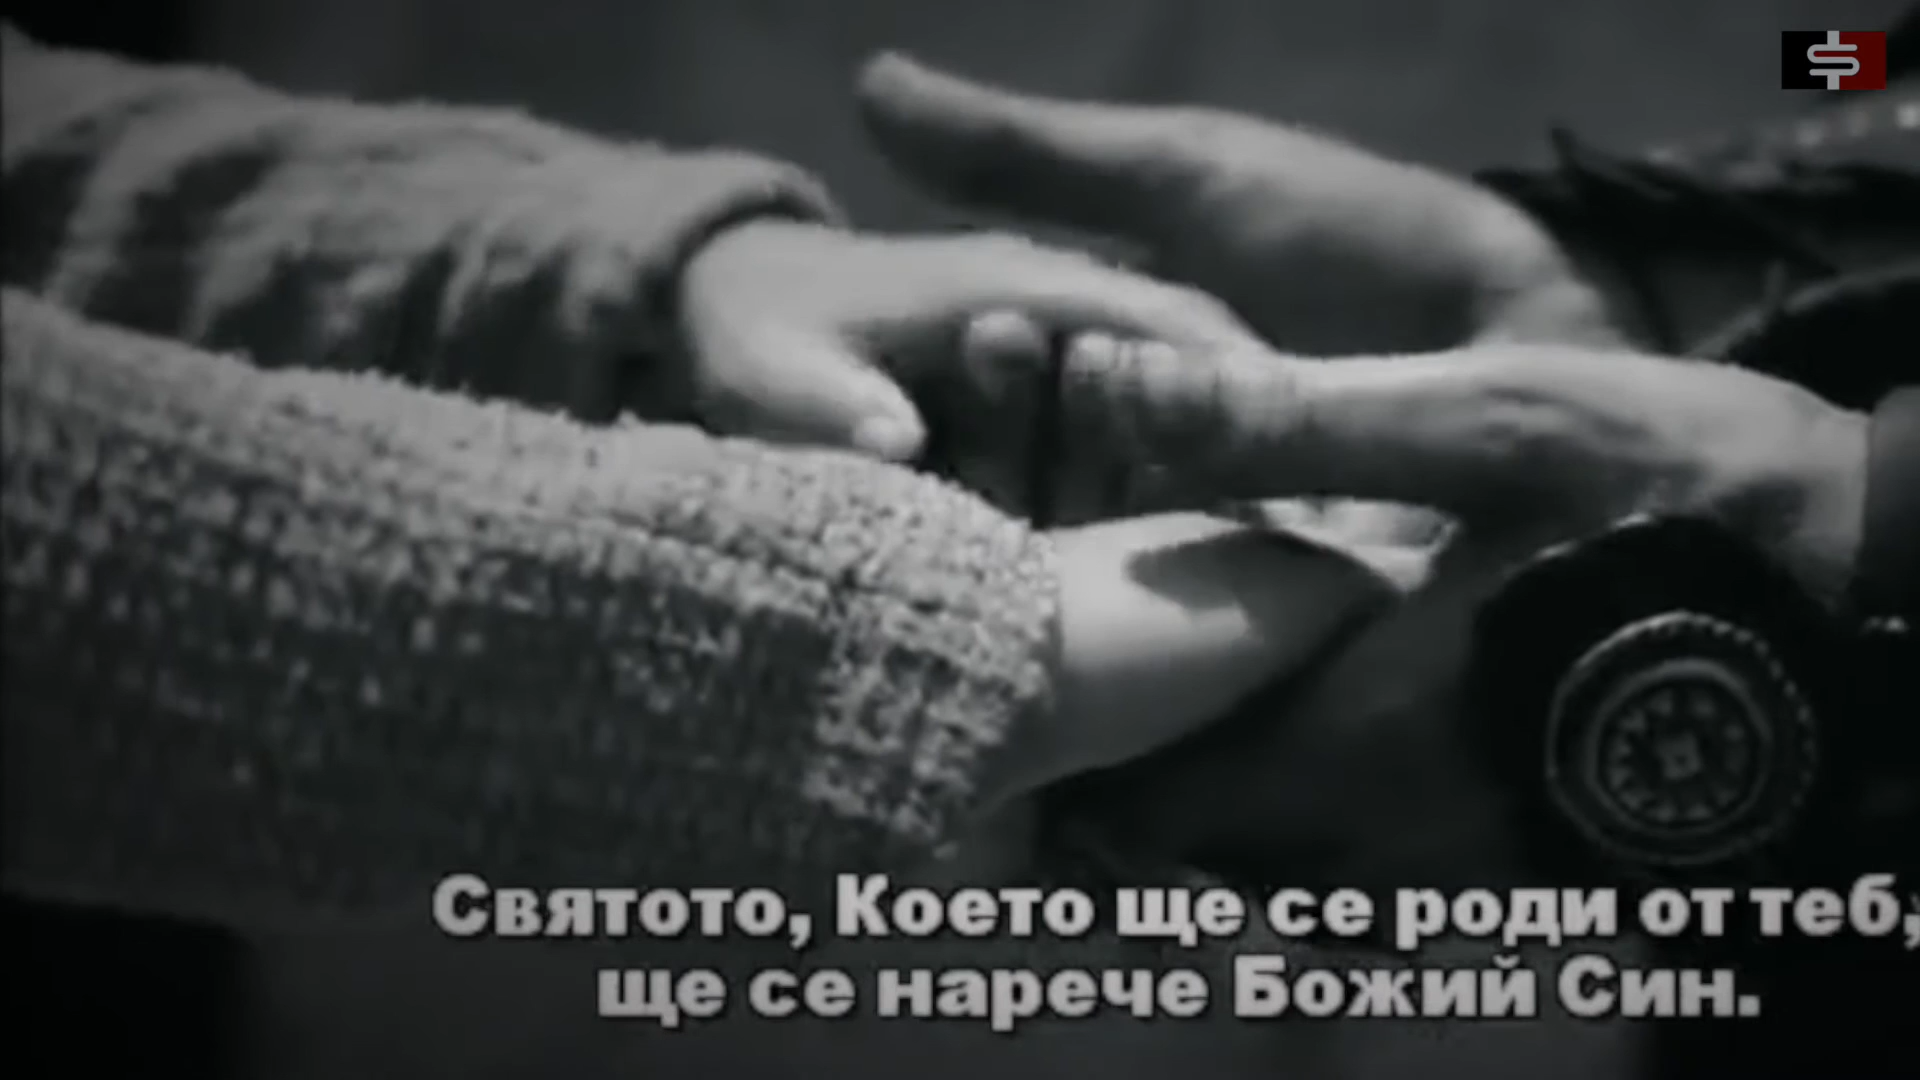 Святото, Което ще се роди от теб,
ще се нарече Божий Син.